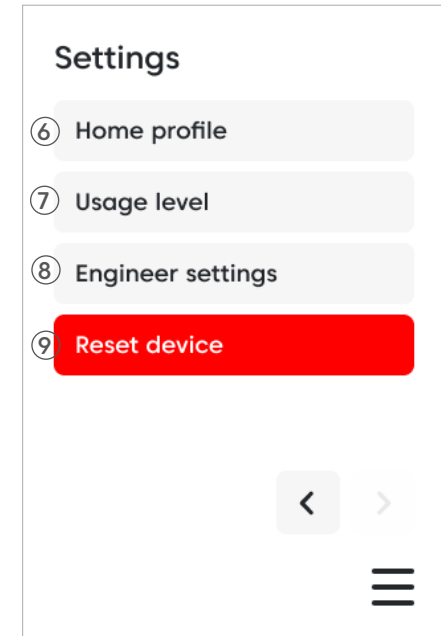 Settings
⑥ Home profile
⑦ Usage level
⑧ Engineer settings
⑨ Reset device